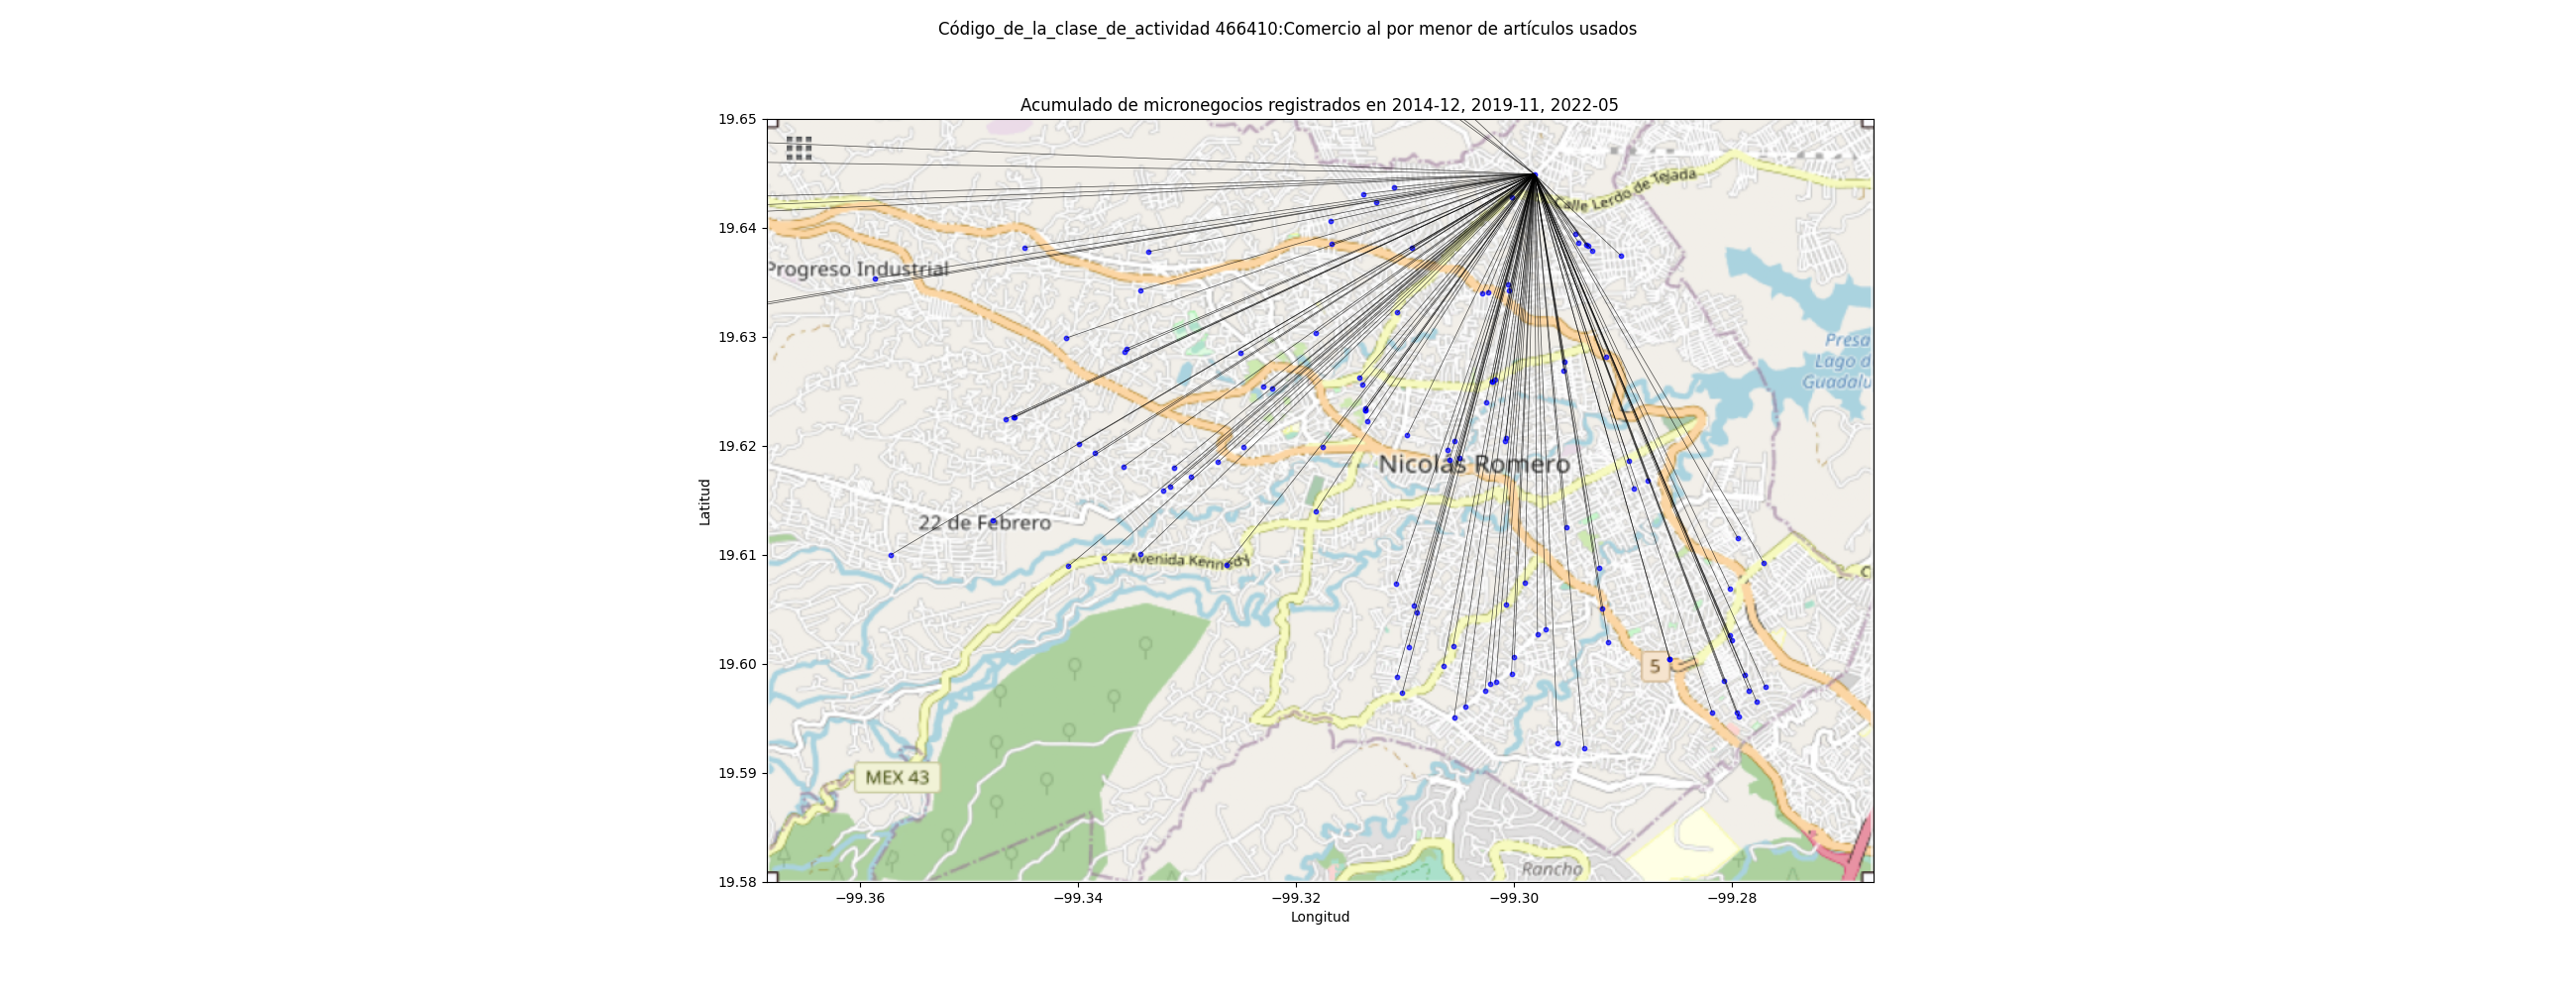 Código_de_la_clase_de_actividad 466410:Comercio al por menor de artículos usados
Acumulado de micronegocios registrados en 2014-12, 2019-11, 2022-05
19.65
19.64
19.63
19.62
19.61
19.60
19.59
19.58
Latitud
Calle Lerdo de Tejada
Progreso Industrial
Presa
Lago d
Guadalu
Nicolás Romero
22 de Febrero
Avenida Kennedy
C
5
MEX 43
Rancho
−99.36
−99.34
−99.32
−99.30
−99.28
Longitud